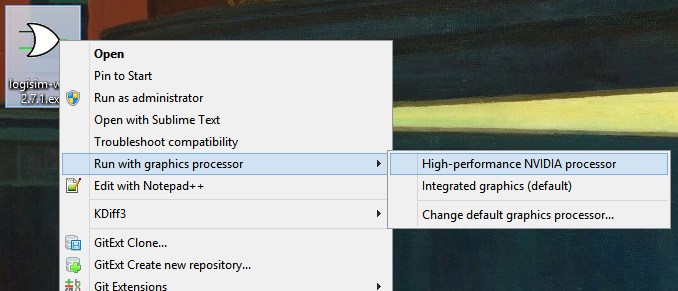 logisim-w
2.7.1.ex
Open
Pin to Start
Run as administrator
Open with Sublime Text
Troubleshoot compatibility
Run with graphics processor
High-performance NVIDIA processor
Edit with Notepad++
Integrated graphics (default)
KDiff3
Change default graphics processor...
GitExt Clone...
GitExt Create new repository...
Git Extensions